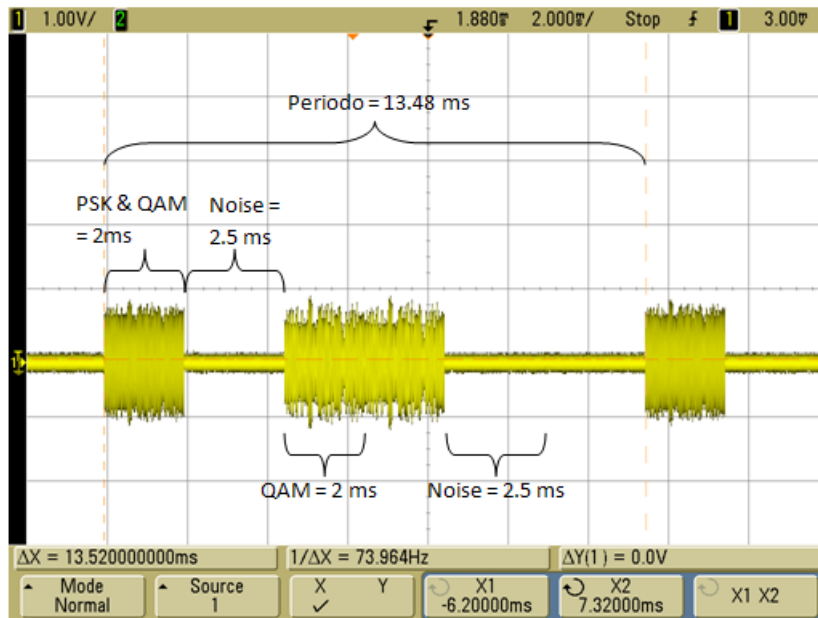 1 1.00V/ 2 1.880ms 2.000ms/ Stop 1 3.00V
Periodo = 13.48 ms
PSK & QAM
= 2ms
Noise =
2.5 ms
1
QAM = 2 ms
Noise = 2.5 ms
ΔX = 13.520000000ms 1/ΔX = 73.964Hz ΔY(1) = 0.0V
Mode
Normal
Source
1
X Y
✓
X1
-6.20000ms
X2
7.32000ms
X1 X2